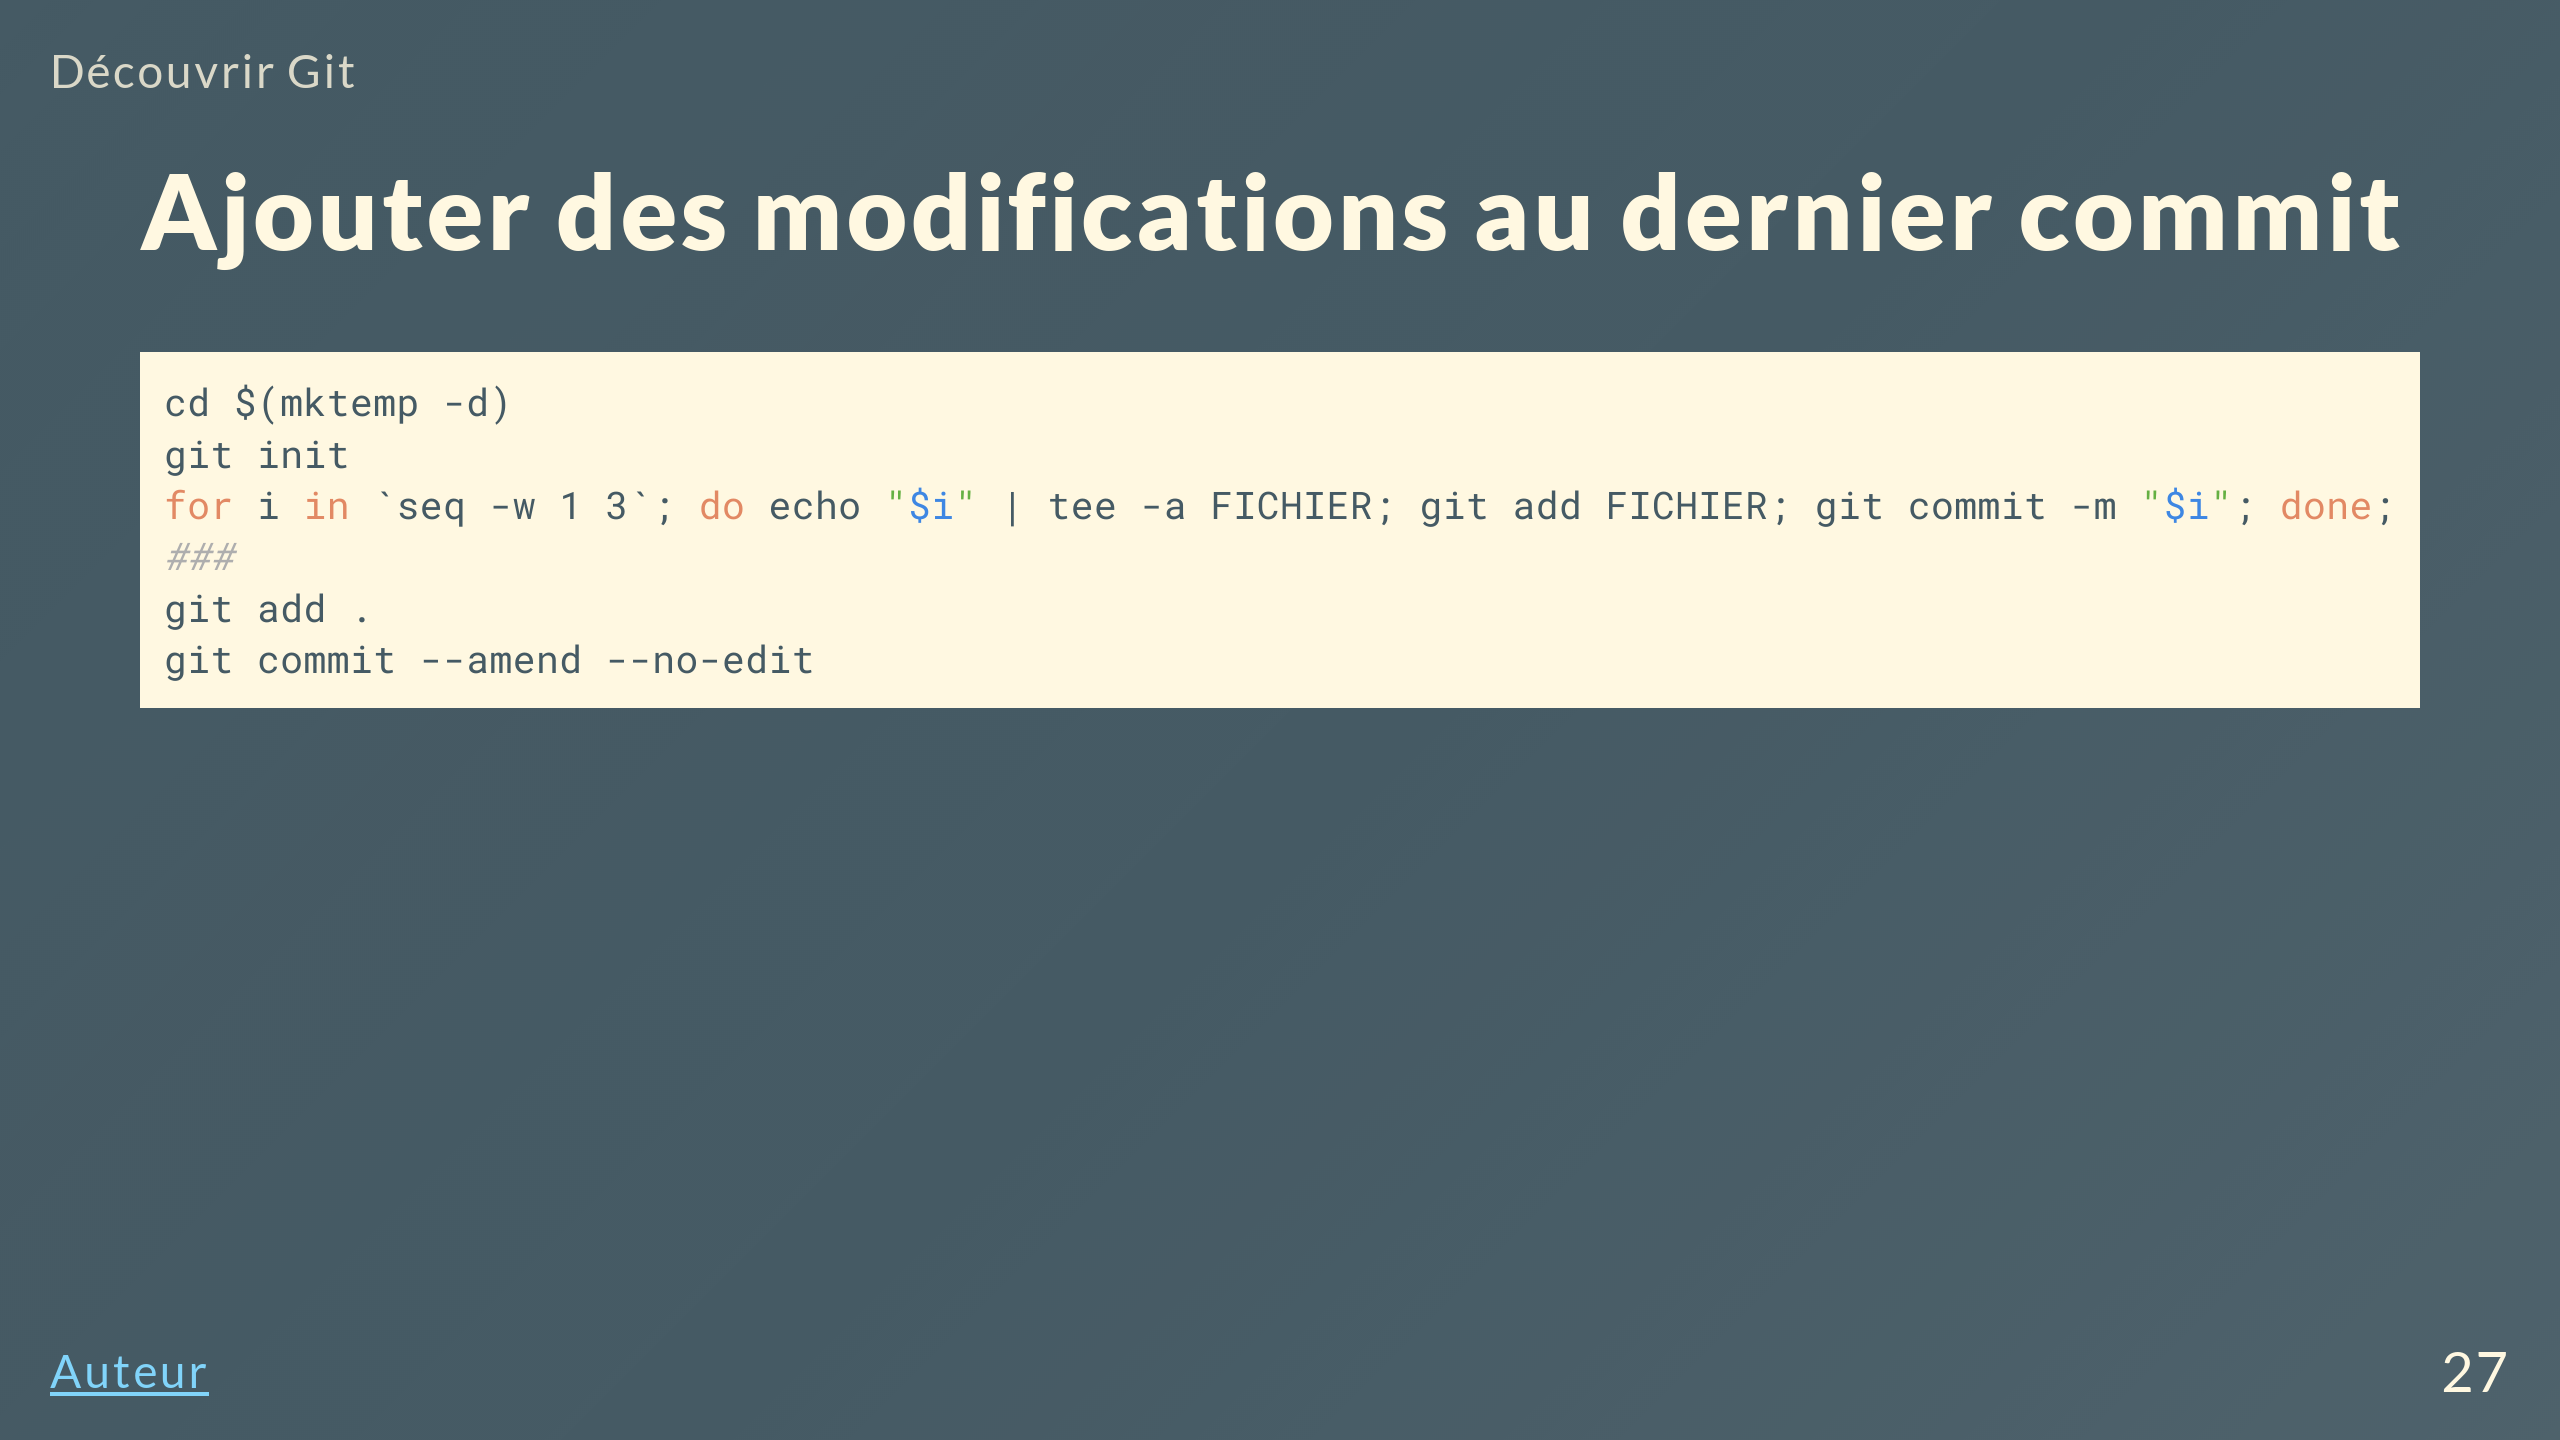 Découvrir Git
Ajouter des modifications au dernier commit
cd $(mktemp -d)
git init
for i in `seq -w 1 3`; do echo "$i" | tee -a FICHIER; git add FICHIER; git commit -m "$i"; done;
###
git add .
git commit --amend --no-edit
Auteur
27